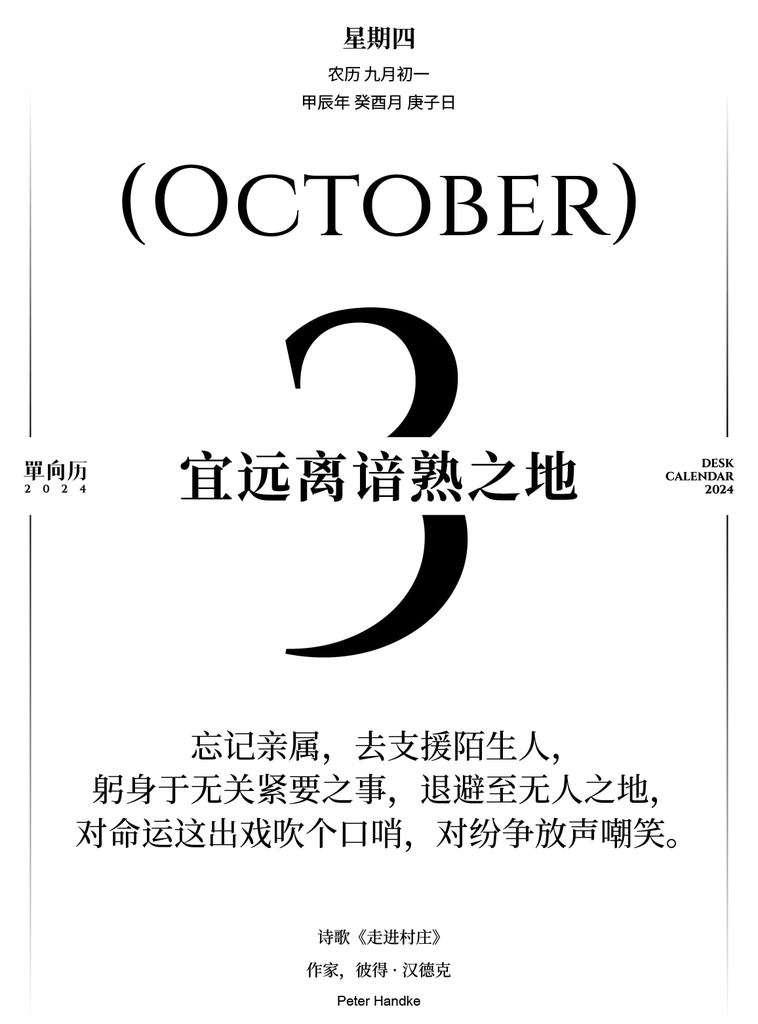 星期四
农历 九月初一
甲辰年 癸酉月 庚子日
(OCTOBER)
3
單向历
2024
宜远离谙熟之地
DESK
CALENDAR
2024
忘记亲属，去支援陌生人，
躬身于无关紧要之事，退避至无人之地，
对命运这出戏吹个口哨，对纷争放声嘲笑。
诗歌《走进村庄》
作家，彼得·汉德克
Peter Handke